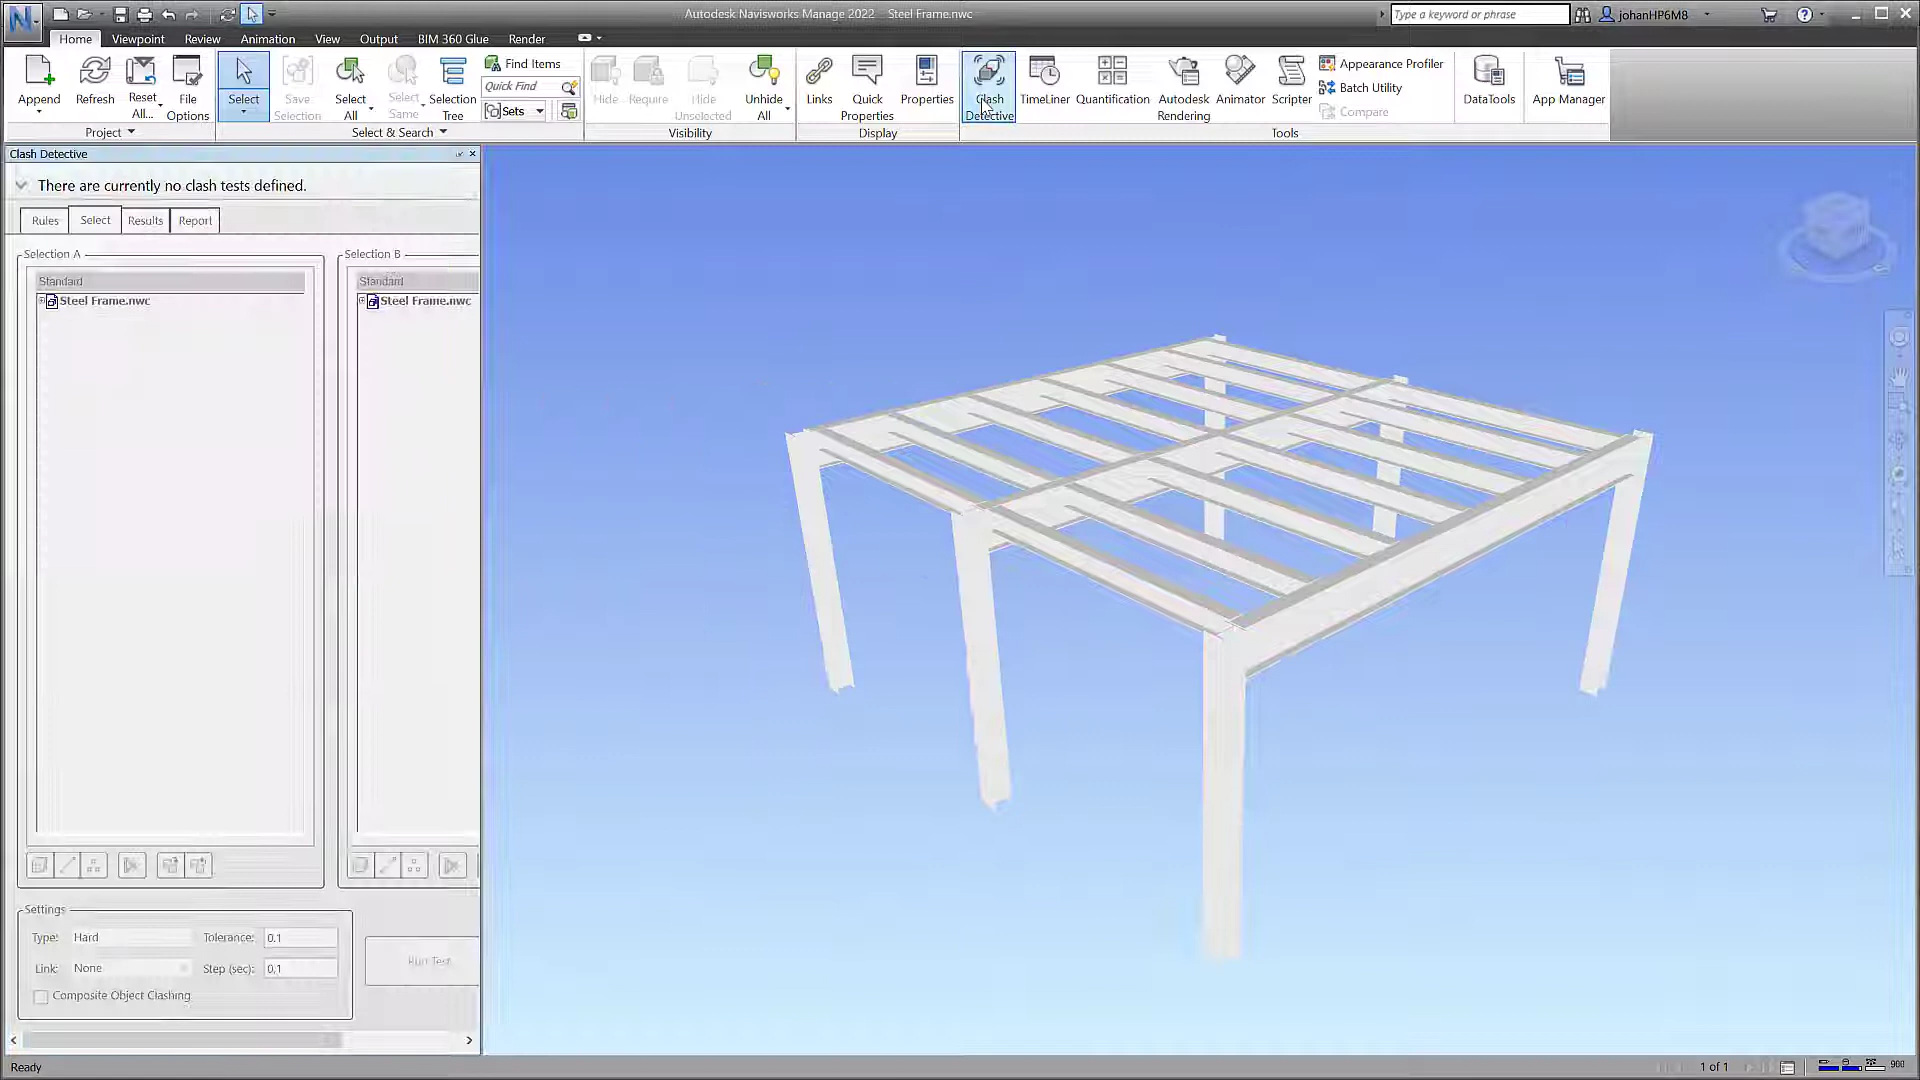 Autodesk Navisworks Manage 2022 Steel Frame.nwc
Type a keyword or phrase
johanHP6M8
Home Viewpoint Review Animation View Output BIM 360 Glue Render
Append
Refresh
Reset All...
File Options
Project
Select
Save Selection
Select All
Select Same
Selection Tree
Find Items
Quick Find
Sets
Select & Search
Hide
Require
Hide Unselected
Unhide All
Visibility
Links
Quick Properties
Properties
Display
Clash Detective
TimeLiner
Quantification
Autodesk Rendering
Animator
Scripter
Appearance Profiler
Batch Utility
Compare
Tools
DataTools
App Manager
Clash Detective
There are currently no clash tests defined.
Rules Select Results Report
Selection A
Standard
Steel Frame.nwc
Selection B
Standard
Steel Frame.nwc
Settings
Type: Hard Tolerance: 0.1
Link: None Step (sec): 0.1
Composite Object Clashing
Run Test
Ready
1 of 1
900